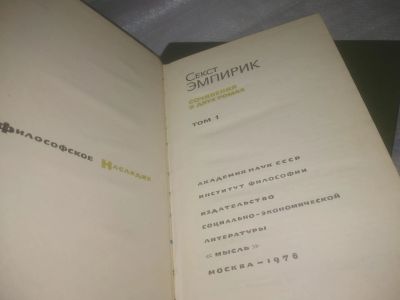 Философское Наследие
Секст
ЭМПИРИК
СОЧИНЕНИЯ
В ДВУХ ТОМАХ
ТОМ 1
АКАДЕМИЯ НАУК СССР
ИНСТИТУТ ФИЛОСОФИИ
ИЗДАТЕЛЬСТВО
СОЦИАЛЬНО-ЭКОНОМИЧЕСКОЙ
ЛИТЕРАТУРЫ
«МЫСЛЬ»
МОСКВА — 1976